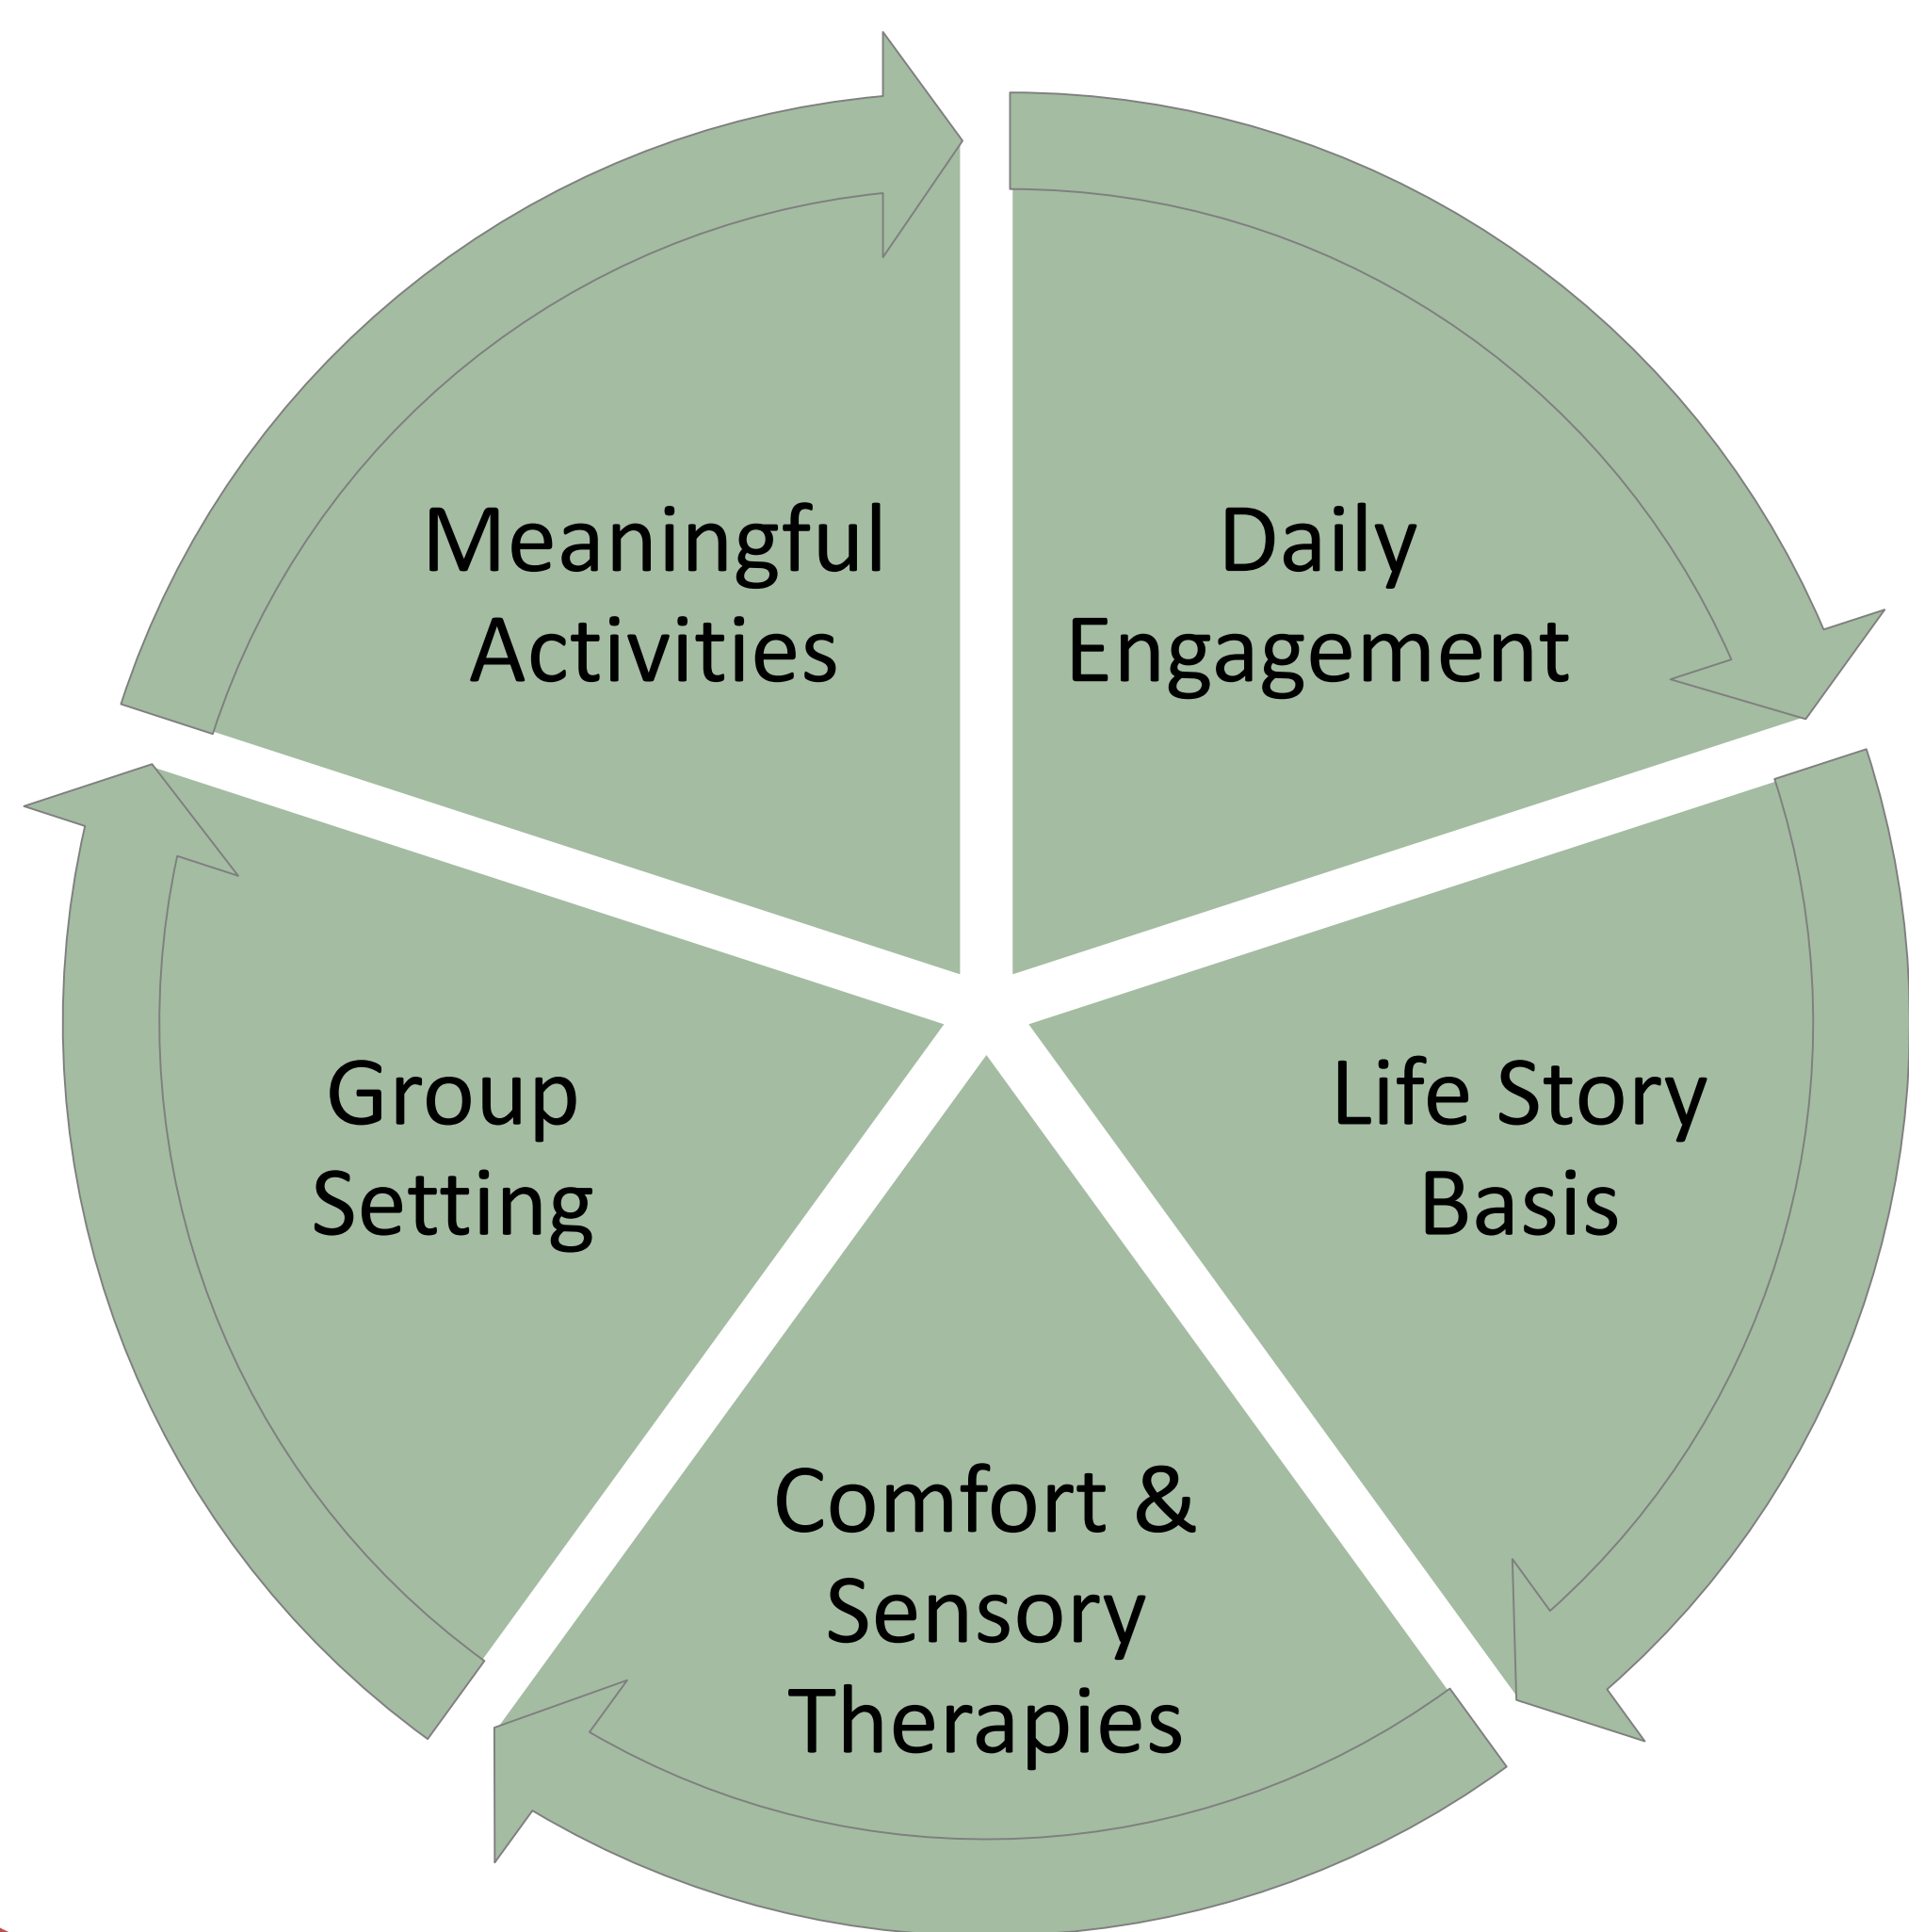 Meaningful
Activities
Daily
Engagement
Life Story
Basis
Comfort &
Sensory
Therapies
Group
Setting